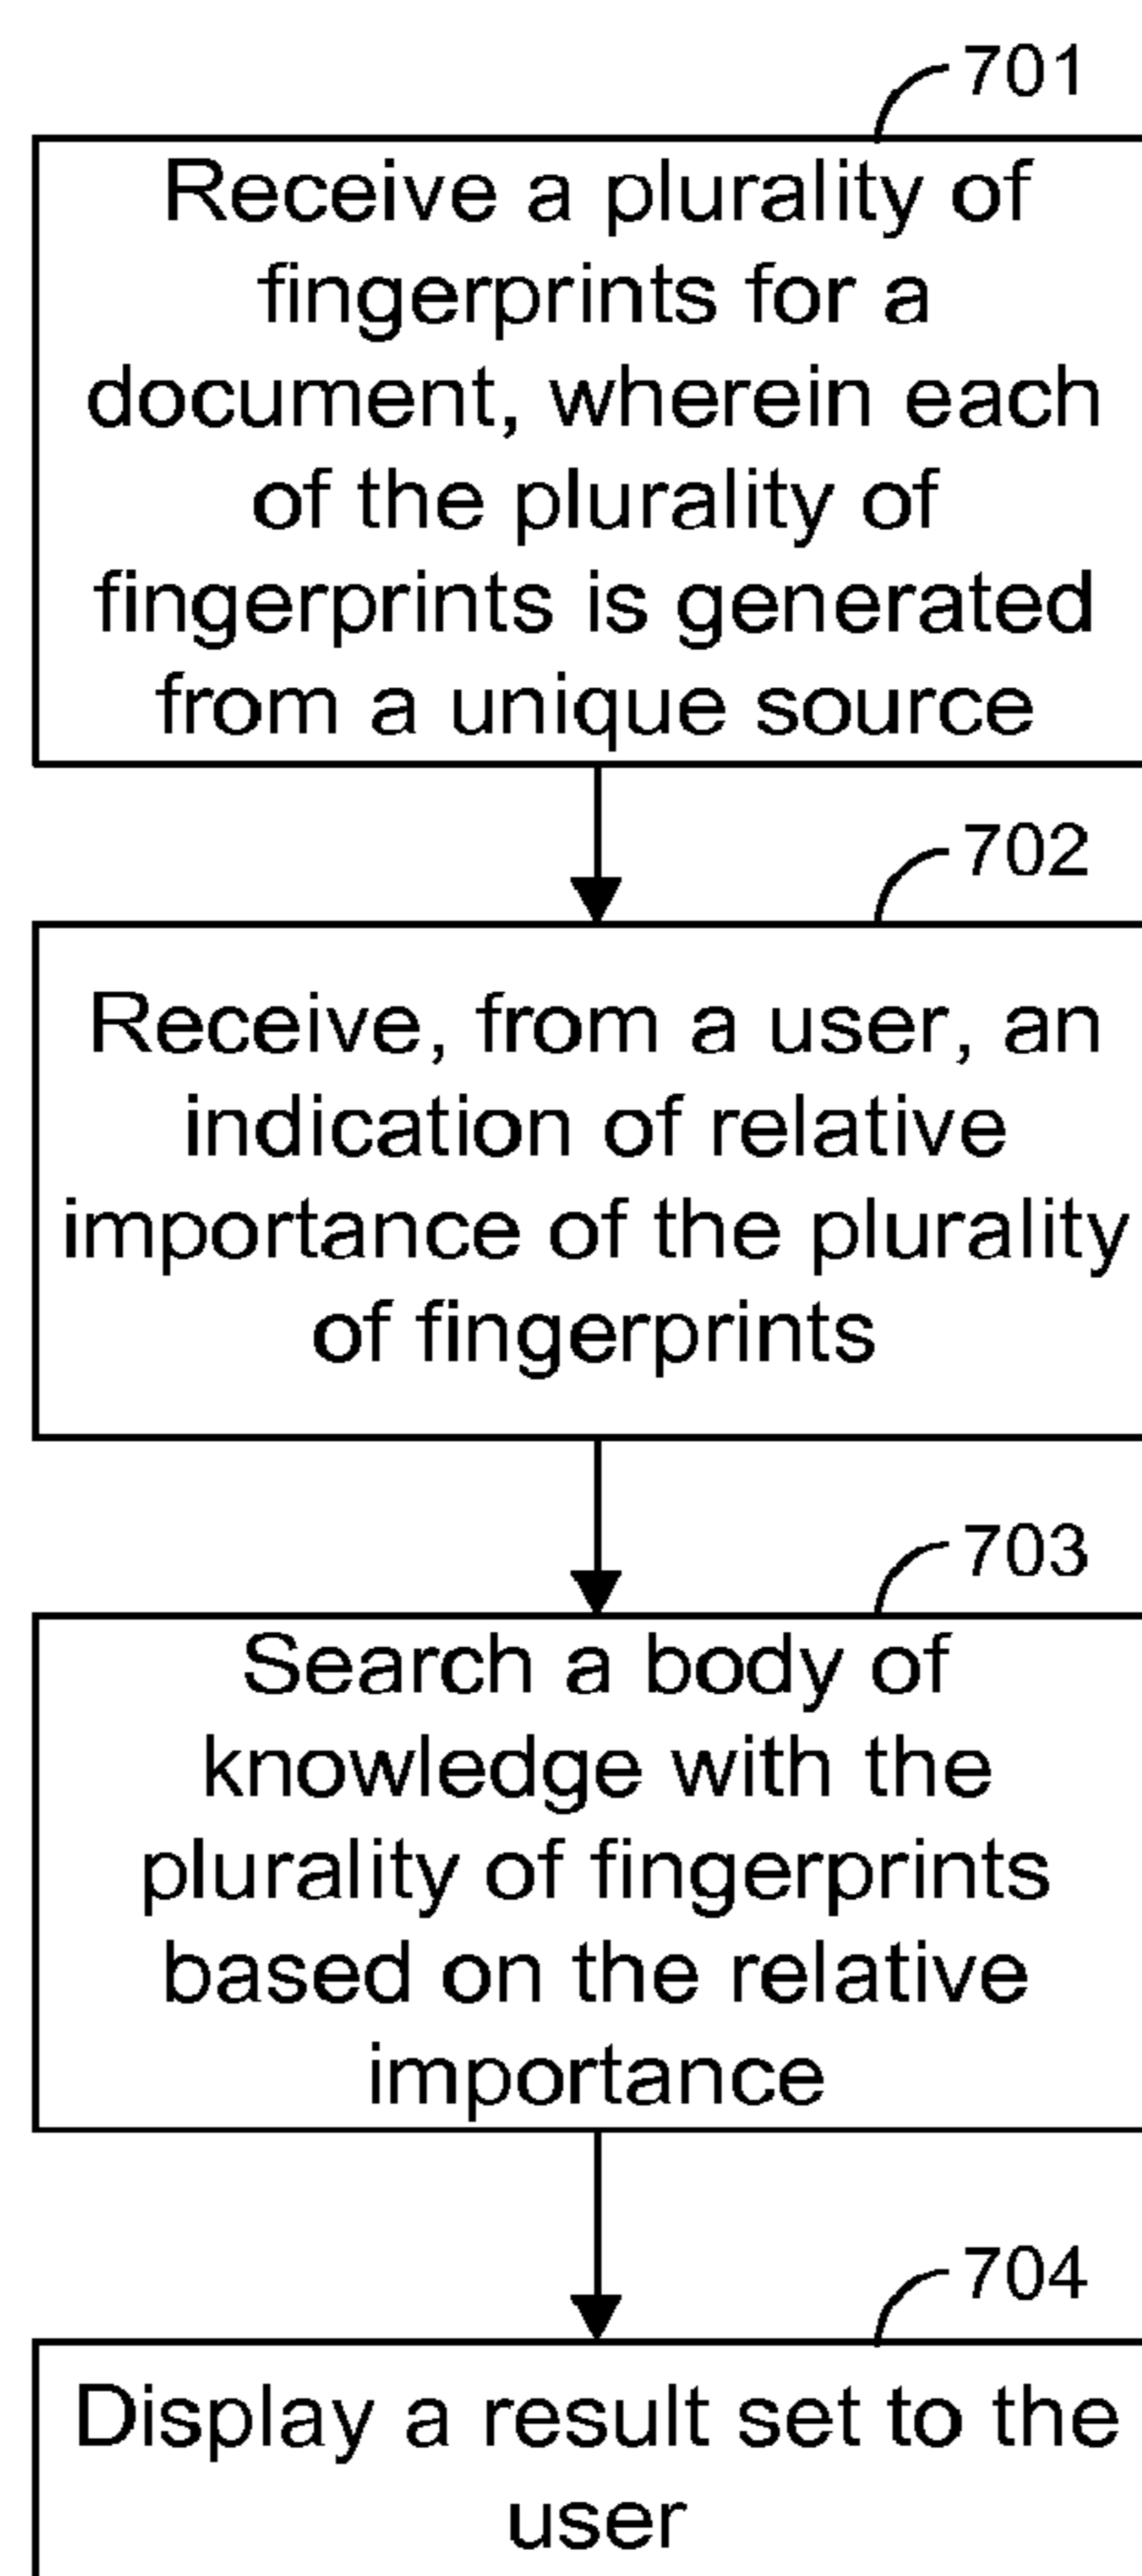 701
Receive a plurality of
fingerprints for a
document, wherein each
of the plurality of
fingerprints is generated
from a unique source
702
Receive, from a user, an
indication of relative
importance of the plurality
of fingerprints
703
Search a body of
knowledge with the
plurality of fingerprints
based on the relative
importance
704
Display a result set to the
user